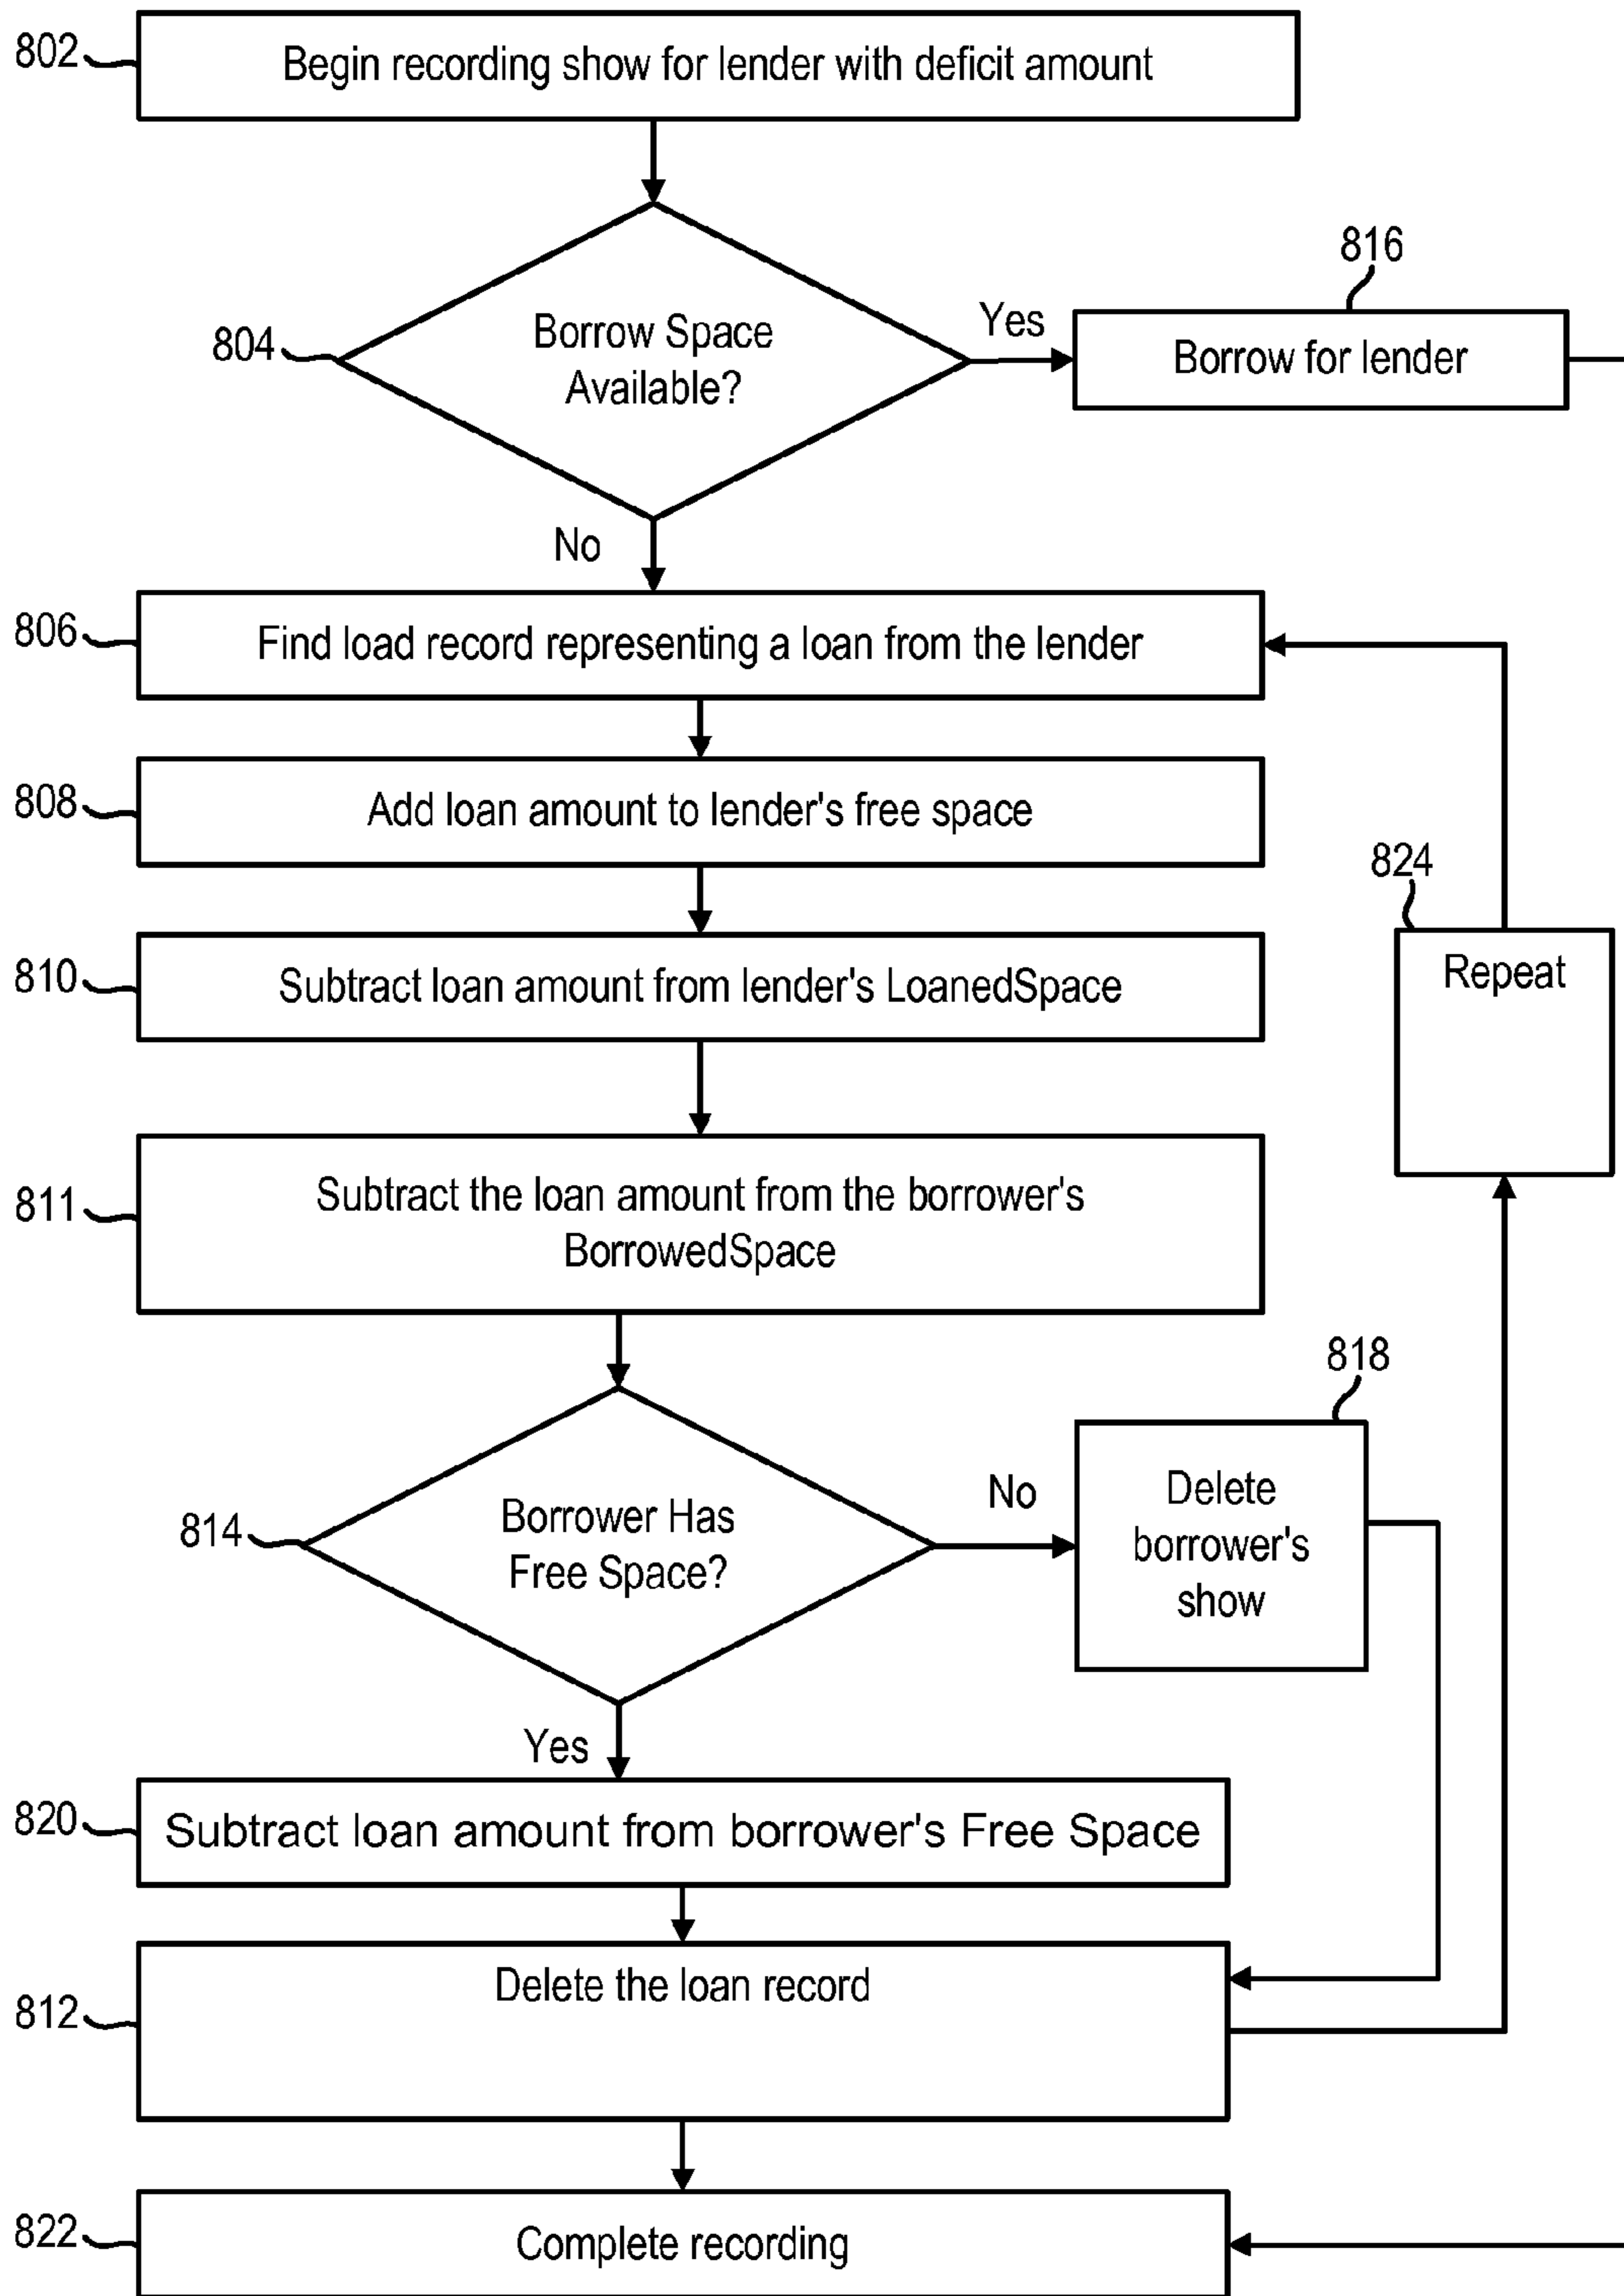 802
Begin recording show for lender with deficit amount
816
804
Borrow Space
Available?
Yes
Borrow for lender
No
806
Find load record representing a loan from the lender
808
Add loan amount to lender's free space
824
Repeat
810
Subtract loan amount from lender's LoanedSpace
811
Subtract the loan amount from the borrower's
BorrowedSpace
818
814
Borrower Has
Free Space?
No
Delete
borrower's
show
Yes
820
Subtract loan amount from borrower's Free Space
812
Delete the loan record
822
Complete recording